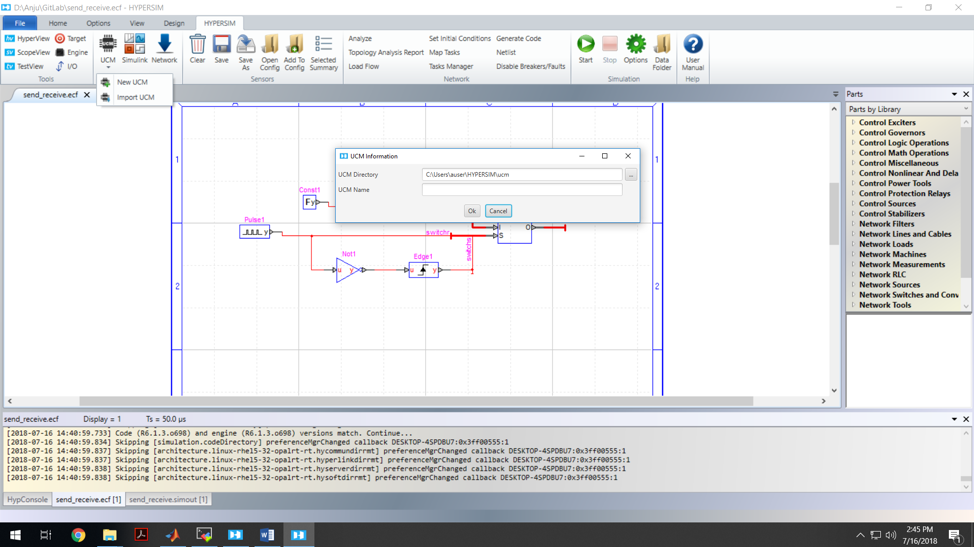 D:\Anju\GitLab\send_receive.ecf - HYPERSIM
File Home Options View Design HYPERSIM
HyperView Target
ScopeView Engine
TestView I/O
Tools
UCM Simulink Network
New UCM
Import UCM
Clear Save Save As Open Config Add To Config Selected Summary
Sensors
Analyze Set Initial Conditions Generate Code
Topology Analysis Report Map Tasks Netlist
Load Flow Tasks Manager Disable Breakers/Faults
Network
Start Stop Options Data Folder
Simulation
User Manual
Help
send_receive.ecf
1
2
1
2
Const1
F y
Pulse1
y
Not1
u y
Edge1
u y
switchr
switchs
I
S
O
UCM Information
UCM Directory C:\Users\auser\HYPERSIM\ucm ...
UCM Name
Ok Cancel
Parts
Parts by Library
Control Exciters
Control Governors
Control Logic Operations
Control Math Operations
Control Miscellaneous
Control Nonlinear And Dela
Control Power Tools
Control Protection Relays
Control Sources
Control Stabilizers
Network Filters
Network Lines and Cables
Network Loads
Network Machines
Network Measurements
Network RLC
Network Sources
Network Switches and Conv
Network Tools
send_receive.ecf Display = 1 Ts = 50.0 µs
[2018-07-16 14:40:59.733] Code (R6.1.3.o698) and engine (R6.1.3.o698) versions match. Continue...
[2018-07-16 14:40:59.834] Skipping [simulation.codeDirectory] preferenceMgrChanged callback DESKTOP-4SPDBU7:0x3ff00555:1
[2018-07-16 14:40:59.837] Skipping [architecture.linux-rhel5-32-opalrt-rt.hycommundirrmt] preferenceMgrChanged callback DESKTOP-4SPDBU7:0x3ff00555:1
[2018-07-16 14:40:59.837] Skipping [architecture.linux-rhel5-32-opalrt-rt.hyperlinkdirrmt] preferenceMgrChanged callback DESKTOP-4SPDBU7:0x3ff00555:1
[2018-07-16 14:40:59.838] Skipping [architecture.linux-rhel5-32-opalrt-rt.hyserverdirrmt] preferenceMgrChanged callback DESKTOP-4SPDBU7:0x3ff00555:1
[2018-07-16 14:40:59.838] Skipping [architecture.linux-rhel5-32-opalrt-rt.hysoftdirrmt] preferenceMgrChanged callback DESKTOP-4SPDBU7:0x3ff00555:1
HypConsole send_receive.ecf [1] send_receive.simout [1]
2:45 PM
7/16/2018